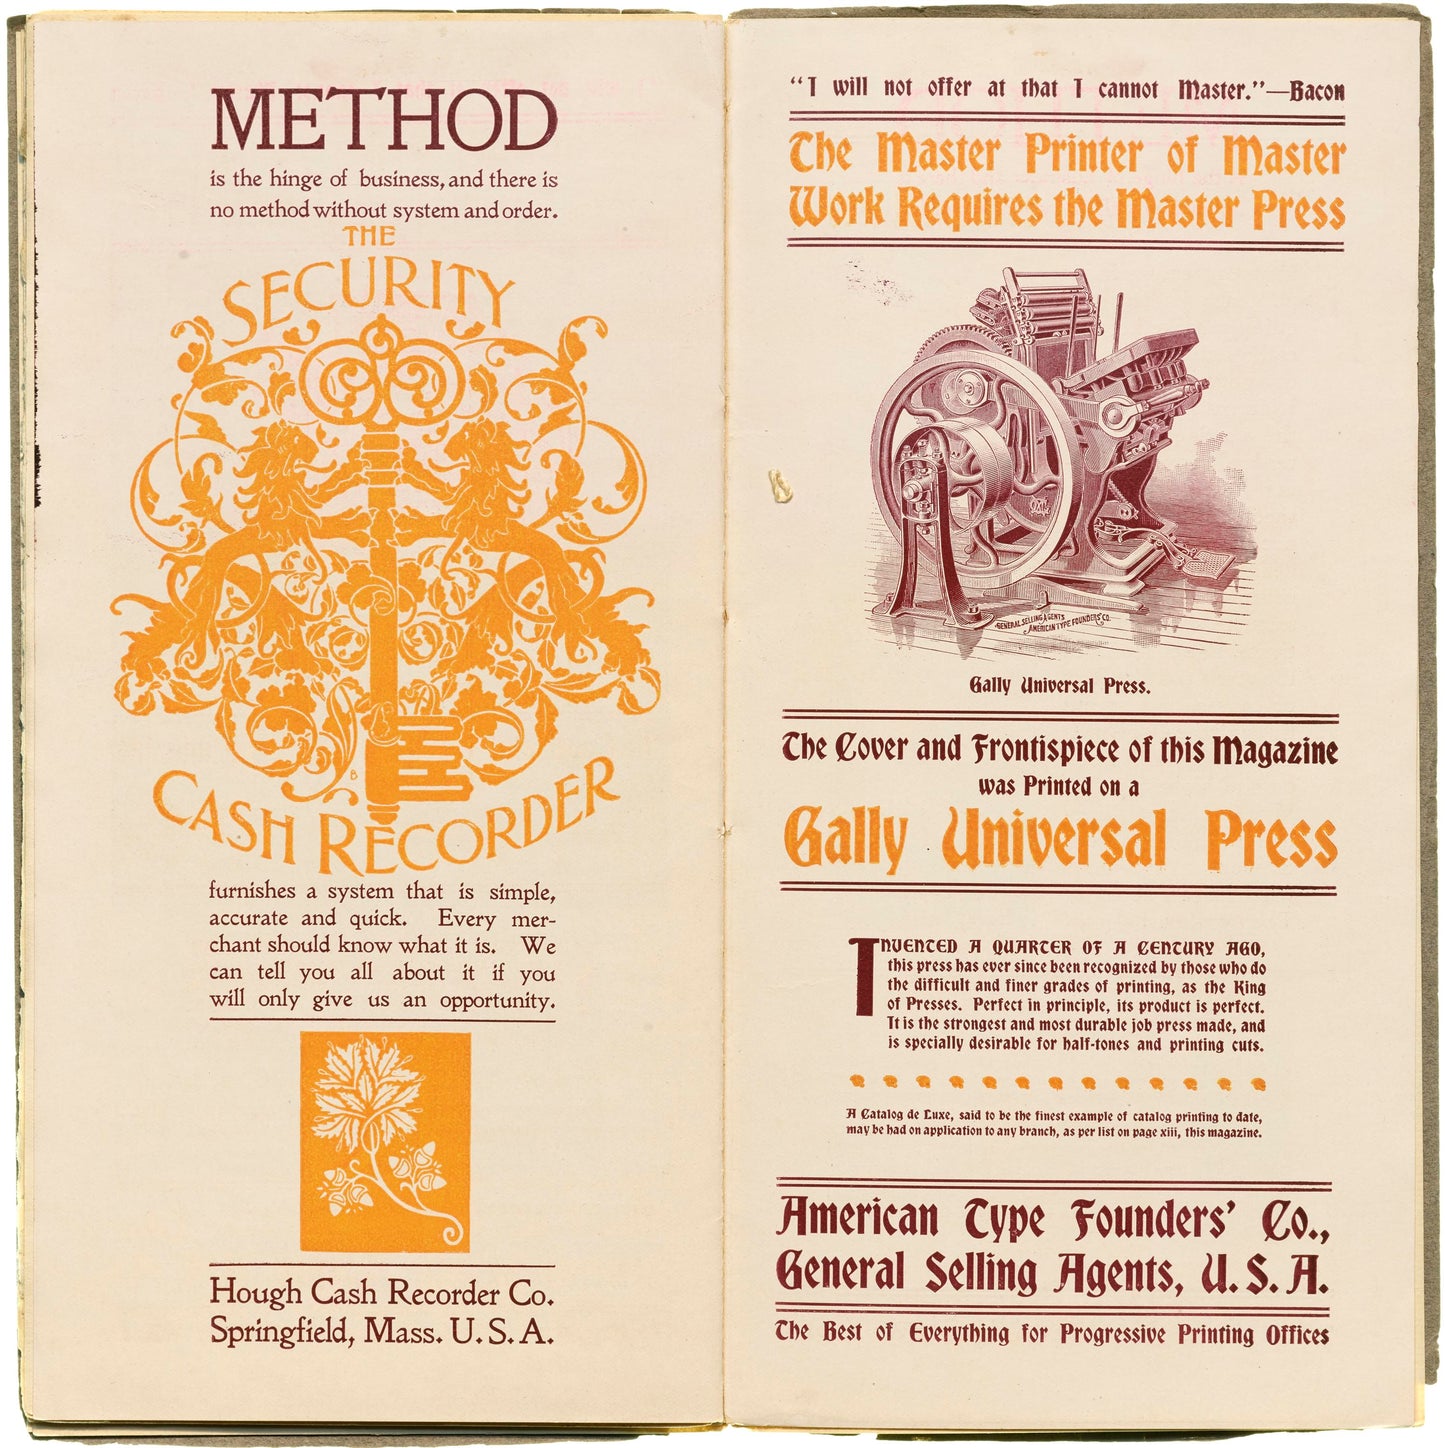 METHOD
is the hinge of business, and there is
no method without system and order.
THE
SECURITY
CASH RECORDER
B
furnishes a system that is simple,
accurate and quick. Every mer-
chant should know what it is. We
can tell you all about it if you
will only give us an opportunity.
Hough Cash Recorder Co.
Springfield, Mass. U. S. A.
"I will not offer at that I cannot Master."—Bacon
The Master Printer of Master
Work Requires the Master Press
GENERAL SELLING AGENTS
AMERICAN TYPE FOUNDERS' CO.
Gally Universal Press.
The Cover and Frontispiece of this Magazine
was Printed on a
Gally Universal Press
INVENTED A QUARTER OF A CENTURY AGO,
this press has ever since been recognized by those who do
the difficult and finer grades of printing, as the King
of Presses. Perfect in principle, its product is perfect.
It is the strongest and most durable job press made, and
is specially desirable for half-tones and printing cuts.
A Catalog de Luxe, said to be the finest example of catalog printing to date,
may be had on application to any branch, as per list on page xiii, this magazine.
American Type Founders' Co.,
General Selling Agents, U. S. A.
The Best of Everything for Progressive Printing Offices